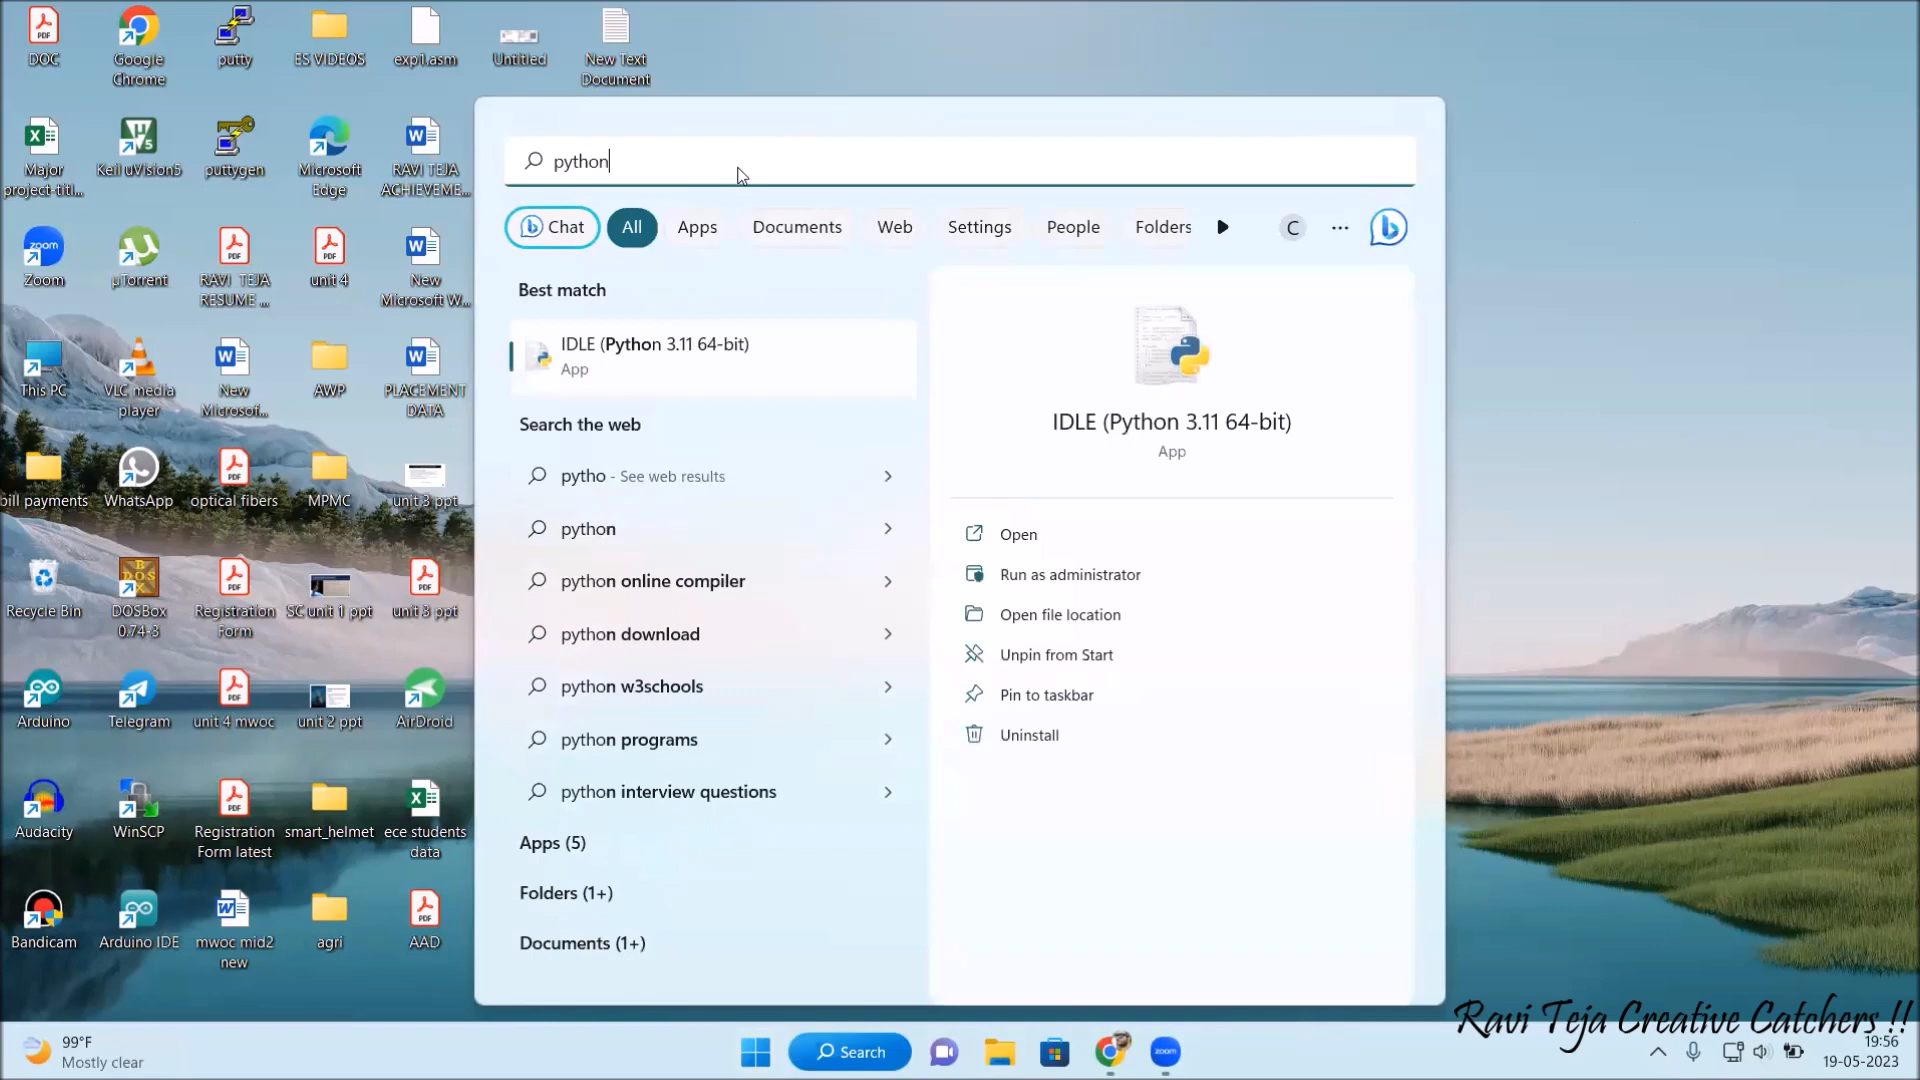 DOC
Google
Chrome
putty
ES VIDEOS
exp1.asm
Untitled
New Text
Document
Major
project-titl...
Keil uVision5
puttygen
Microsoft
Edge
RAVI TEJA
ACHIEVEME...
Zoom
µTorrent
RAVI TEJA
RESUME ...
unit 4
New
Microsoft W...
This PC
VLC media
player
New
Microsof...
AWP
PLACEMENT
DATA
bill payments
WhatsApp
optical fibers
MPMC
unit 3 ppt
Recycle Bin
DOSBox
0.74-3
Registration
Form
SC unit 1 ppt
unit 3 ppt
Arduino
Telegram
unit 4 mwoc
unit 2 ppt
AirDroid
Audacity
WinSCP
Registration
Form latest
smart_helmet
ece students
data
Bandicam
Arduino IDE
mwoc mid2
new
agri
AAD
python
Chat
All
Apps
Documents
Web
Settings
People
Folders
C
Best match
IDLE (Python 3.11 64-bit)
App
Search the web
pytho - See web results
python
python online compiler
python download
python w3schools
python programs
python interview questions
Apps (5)
Folders (1+)
Documents (1+)
IDLE (Python 3.11 64-bit)
App
Open
Run as administrator
Open file location
Unpin from Start
Pin to taskbar
Uninstall
Ravi Teja Creative Catchers !!
99°F
Mostly clear
Search
zoom
19:56
19-05-2023